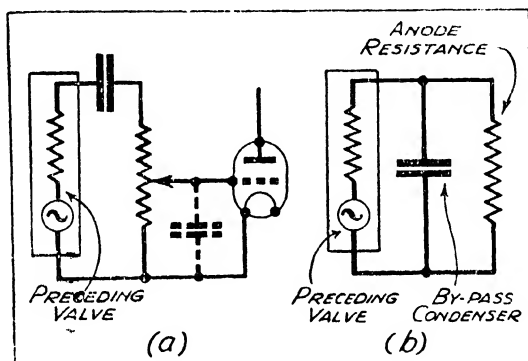 ANODE
RESISTANCE
PRECEDING
VALVE
(a)
PRECEDING
VALVE
BY-PASS
CONDENSER
(b)